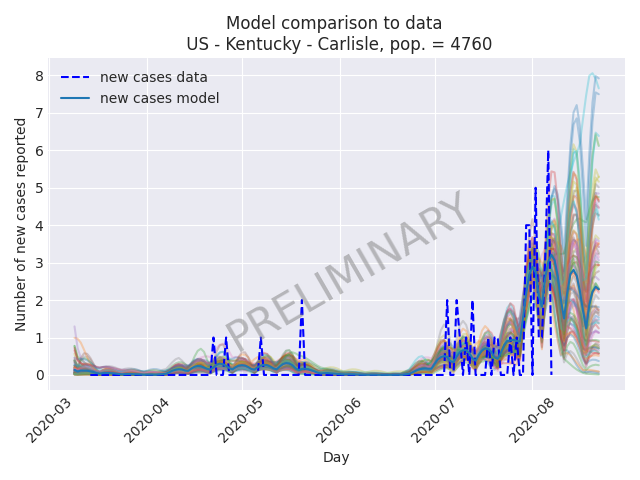 Model comparison to data
US - Kentucky - Carlisle, pop. = 4760
new cases data
new cases model
PRELIMINARY
Number of new cases reported
8
7
6
5
4
3
2
1
0
2020-03
2020-04
2020-05
2020-06
2020-07
2020-08
Day